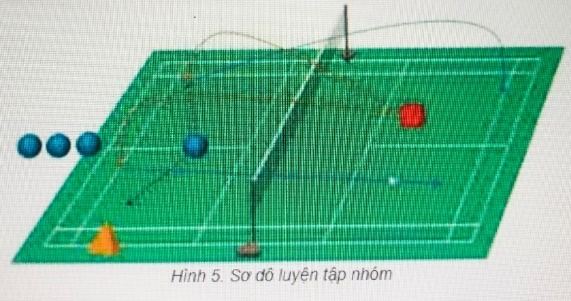 Hình 5. Sơ đồ luyện tập nhóm